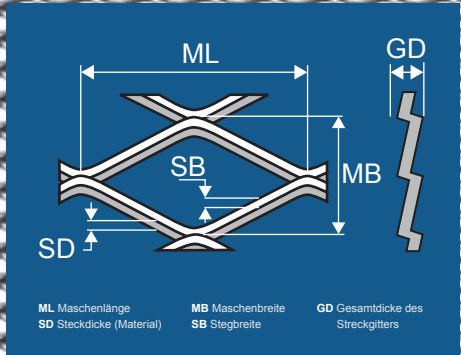 ML
GD
SB
MB
SD
ML Maschenlänge
MB Maschenbreite
GD Gesamtdicke des
SD Steckdicke (Material)
SB Stegbreite
Streckgitters